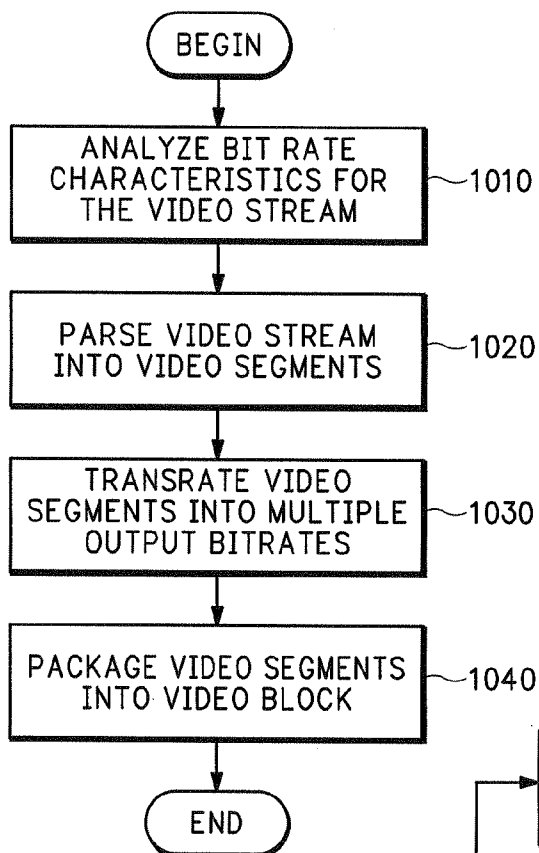 BEGIN
ANALYZE BIT RATE
CHARACTERISTICS FOR
THE VIDEO STREAM
1010
PARSE VIDEO STREAM
INTO VIDEO SEGMENTS
1020
TRANSRATE VIDEO
SEGMENTS INTO MULTIPLE
OUTPUT BITRATES
1030
PACKAGE VIDEO SEGMENTS
INTO VIDEO BLOCK
1040
END